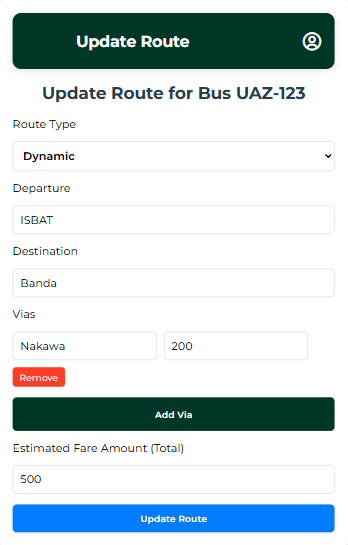 Update Route
Update Route for Bus UAZ-123
Route Type
Dynamic
Departure
ISBAT
Destination
Banda
Vias
Nakawa 200
Remove
Add Via
Estimated Fare Amount (Total)
500
Update Route